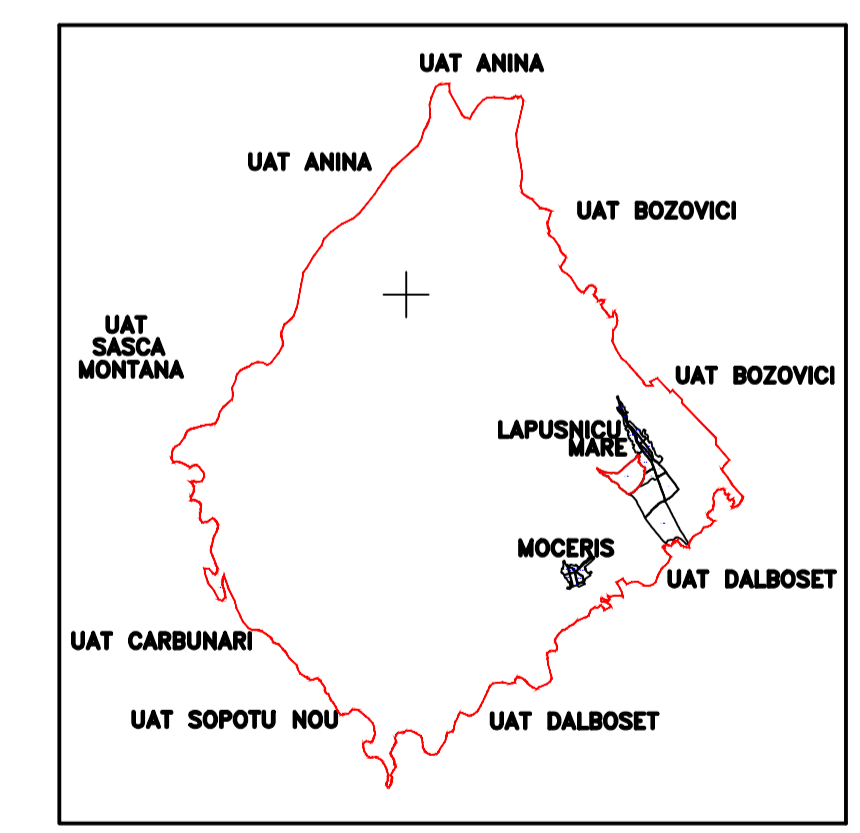 UAT ANINA
UAT ANINA
UAT BOZOVICI
UAT
SASCA
MONTANA
UAT BOZOVICI
LAPUSNICU
MARE
MOCERIS
UAT DALBOSET
UAT CARBUNARI
UAT SOPOTU NOU
UAT DALBOSET